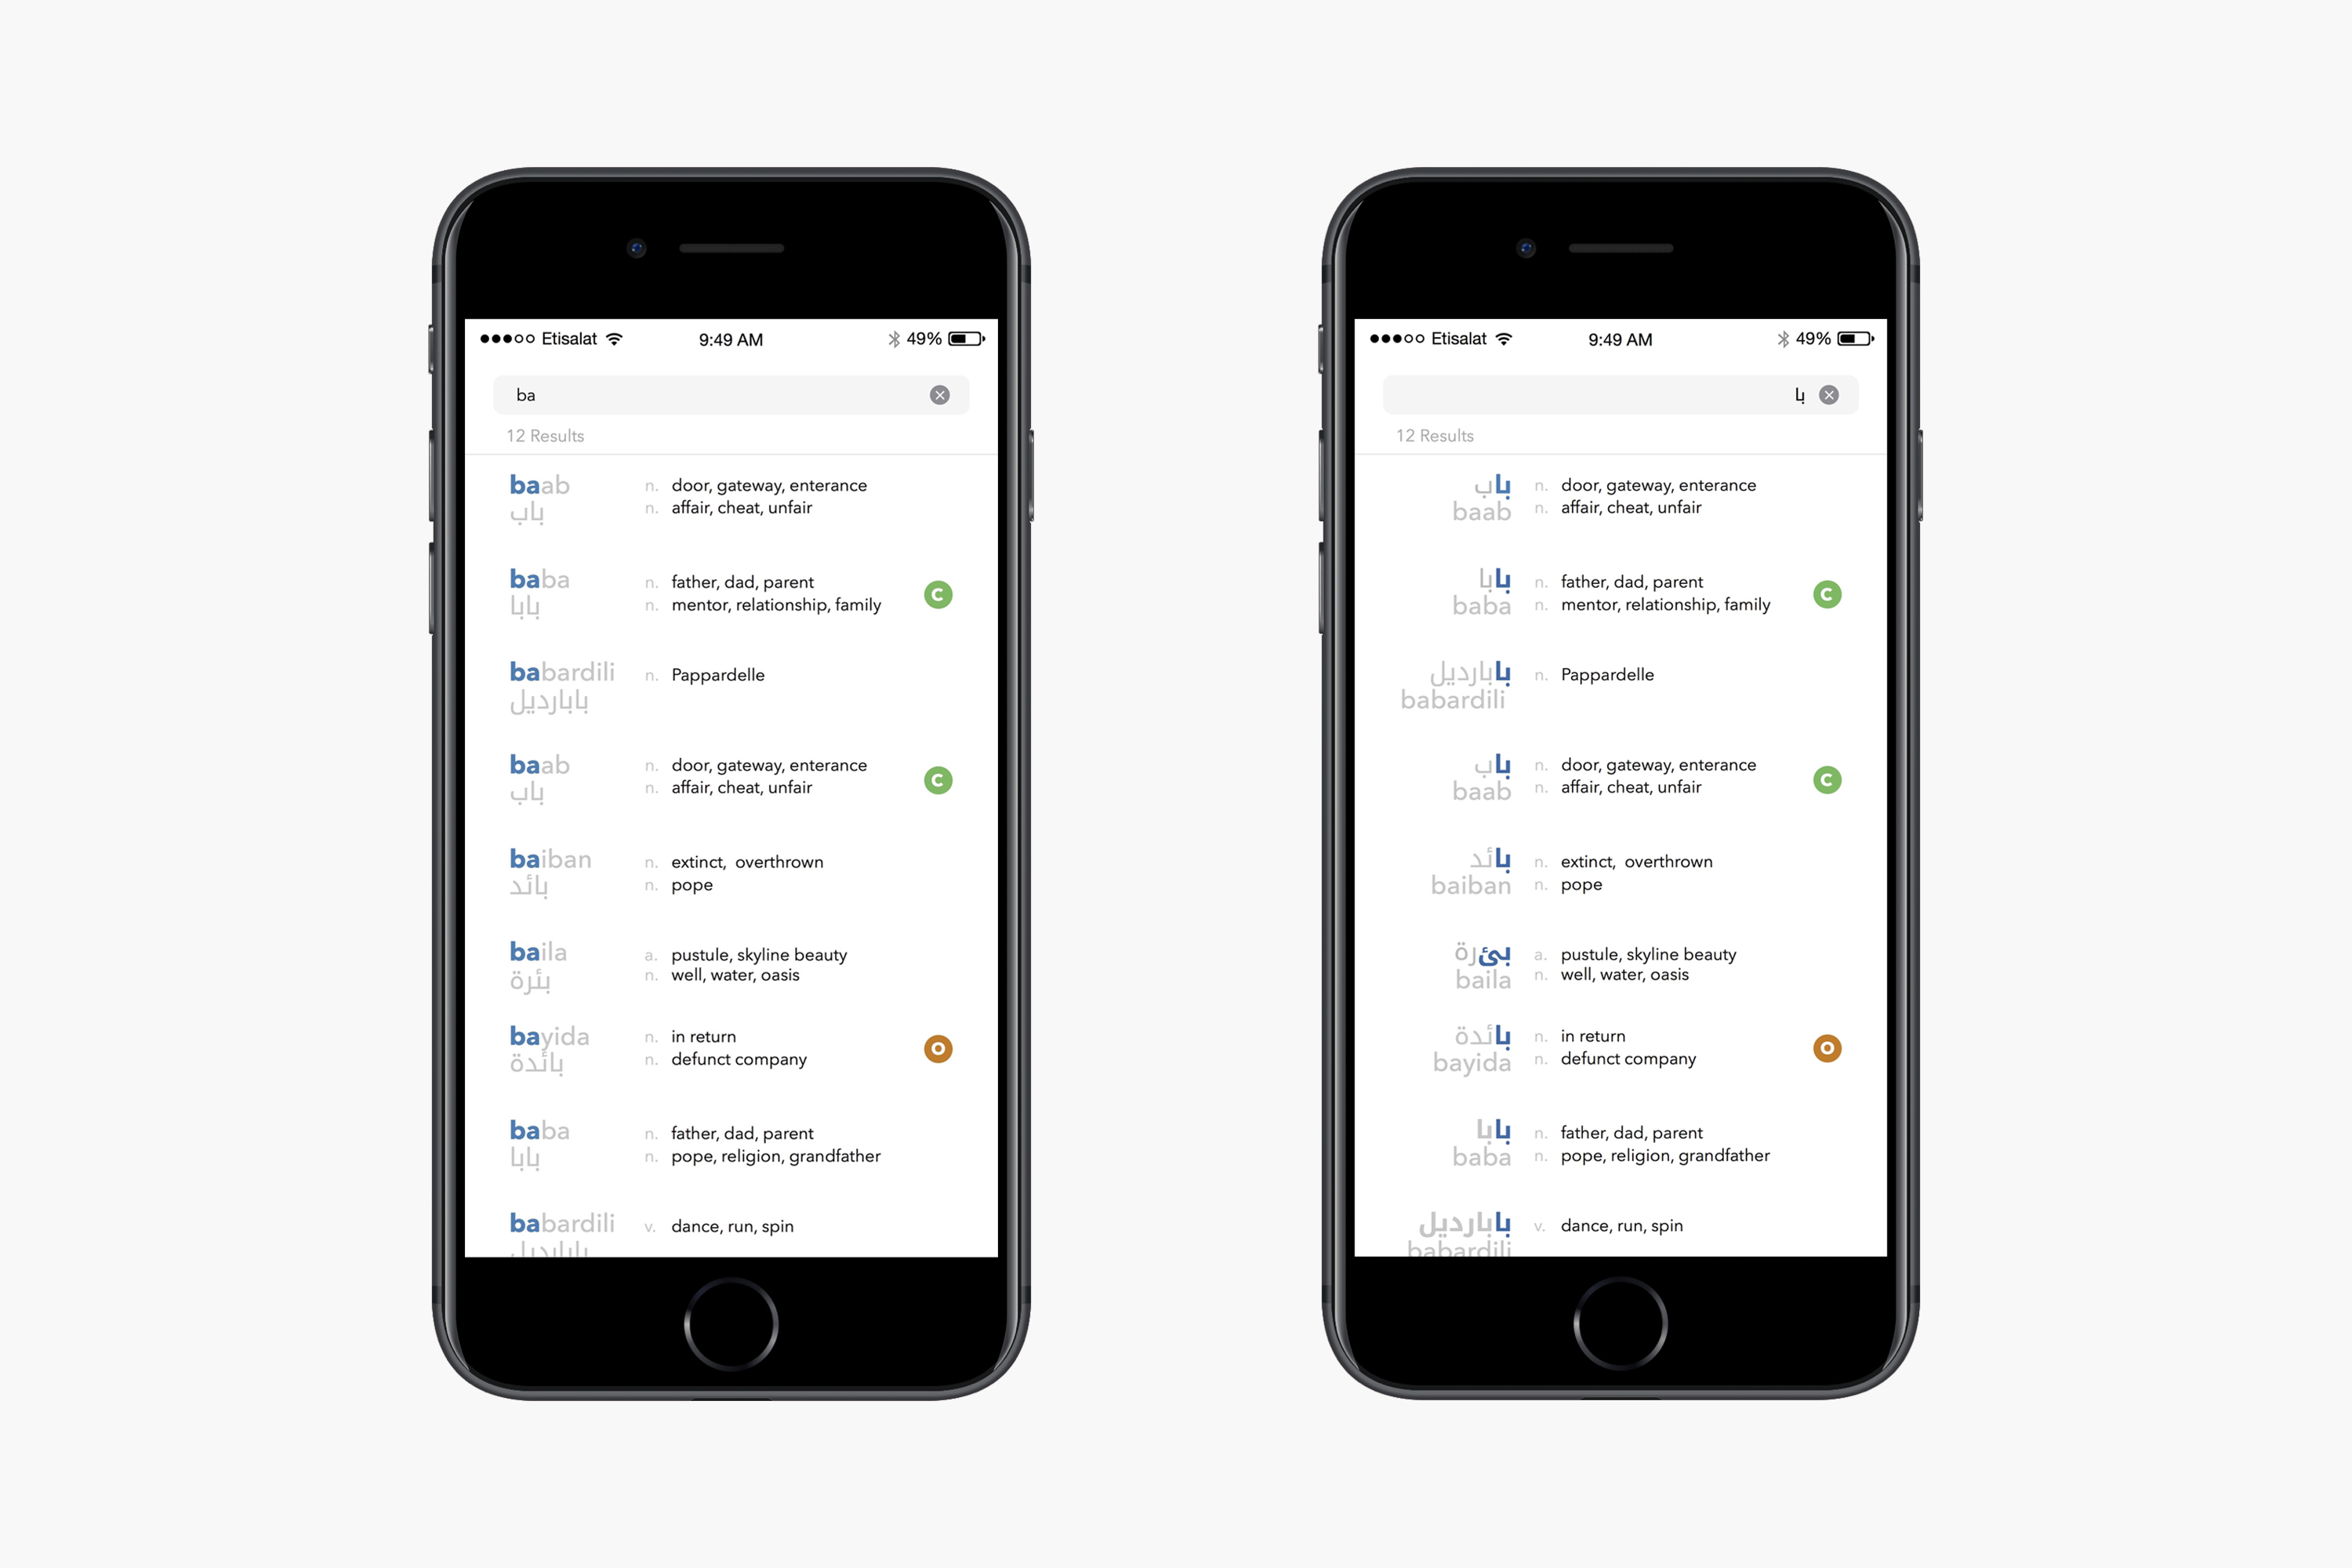 Etisalat 9:49 AM 49%
ba
12 Results
baab n. door, gateway, enterance
باب n. affair, cheat, unfair
baba n. father, dad, parent C
بابا n. mentor, relationship, family
babardili n. Pappardelle
بابارديل
baab n. door, gateway, enterance C
باب n. affair, cheat, unfair
baiban n. extinct, overthrown
بائد n. pope
baila a. pustule, skyline beauty
بئرة n. well, water, oasis
bayida n. in return O
بائدة n. defunct company
baba n. father, dad, parent
بابا n. pope, religion, grandfather
babardili v. dance, run, spin
بابارديل
Etisalat 9:49 AM 49%
با
12 Results
باب n. door, gateway, enterance
baab n. affair, cheat, unfair
بابا n. father, dad, parent C
baba n. mentor, relationship, family
بابارديل n. Pappardelle
babardili
باب n. door, gateway, enterance C
baab n. affair, cheat, unfair
بائد n. extinct, overthrown
baiban n. pope
بئرة a. pustule, skyline beauty
baila n. well, water, oasis
بائدة n. in return O
bayida n. defunct company
بابا n. father, dad, parent
baba n. pope, religion, grandfather
بابارديل v. dance, run, spin
babardili